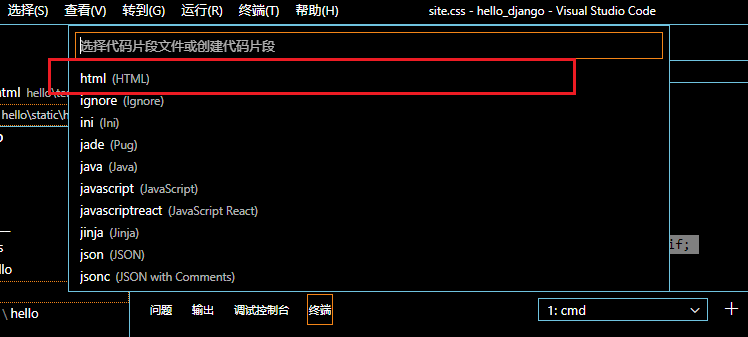 选择(S) 查看(V) 转到(G) 运行(R) 终端(T) 帮助(H) site.css - hello_django - Visual Studio Code
选择代码片段文件或创建代码片段
html (HTML)
html hello\te
ignore (Ignore)
hello\static\h
ini (Ini)
jade (Pug)
java (Java)
javascript (JavaScript)
javascriptreact (JavaScript React)
jinja (Jinja)
if;
json (JSON)
llo
jsonc (JSON with Comments)
\ hello
问题 输出 调试控制台 终端 1: cmd